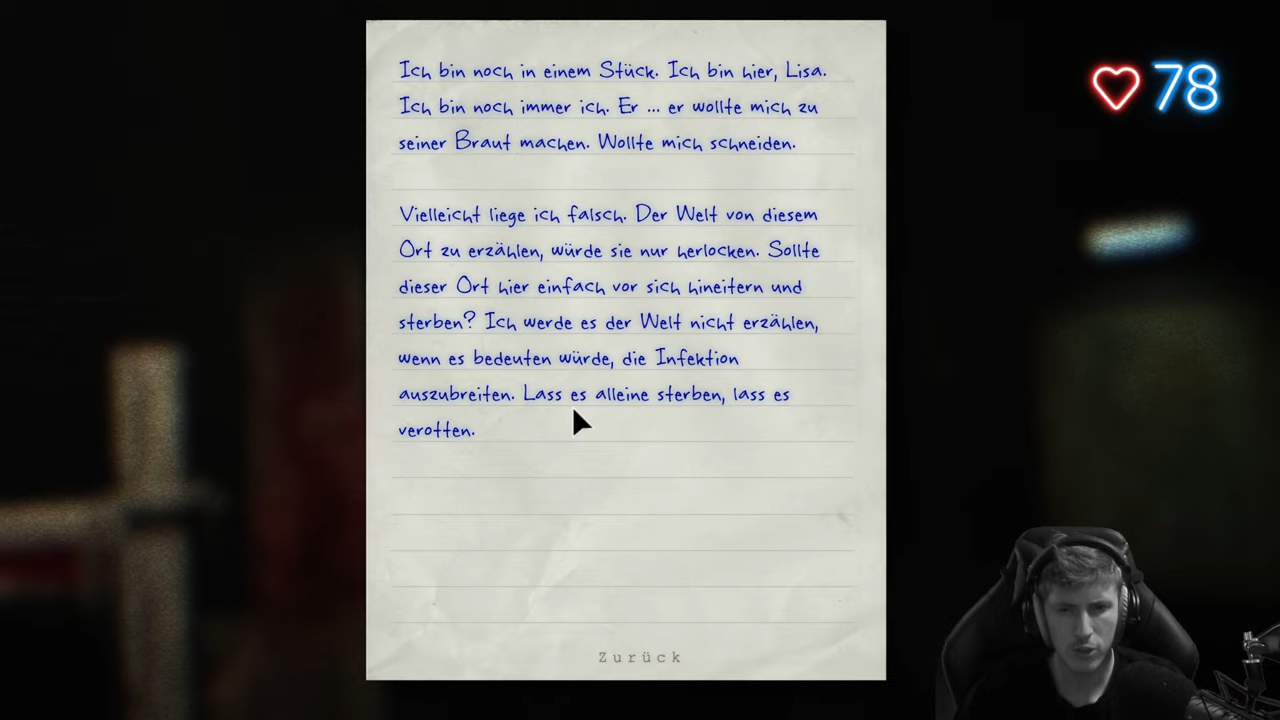 Ich bin noch in einem Stück. Ich bin hier, Lisa.
Ich bin noch immer ich. Er ... er wollte mich zu
seiner Braut machen. Wollte mich schneiden.
Vielleicht liege ich falsch. Der Welt von diesem
Ort zu erzählen, würde sie nur herlocken. Sollte
dieser Ort hier einfach vor sich hineitern und
sterben? Ich werde es der Welt nicht erzählen,
wenn es bedeuten würde, die Infektion
auszubreiten. Lass es alleine sterben, lass es
verotten.
Zurück
78